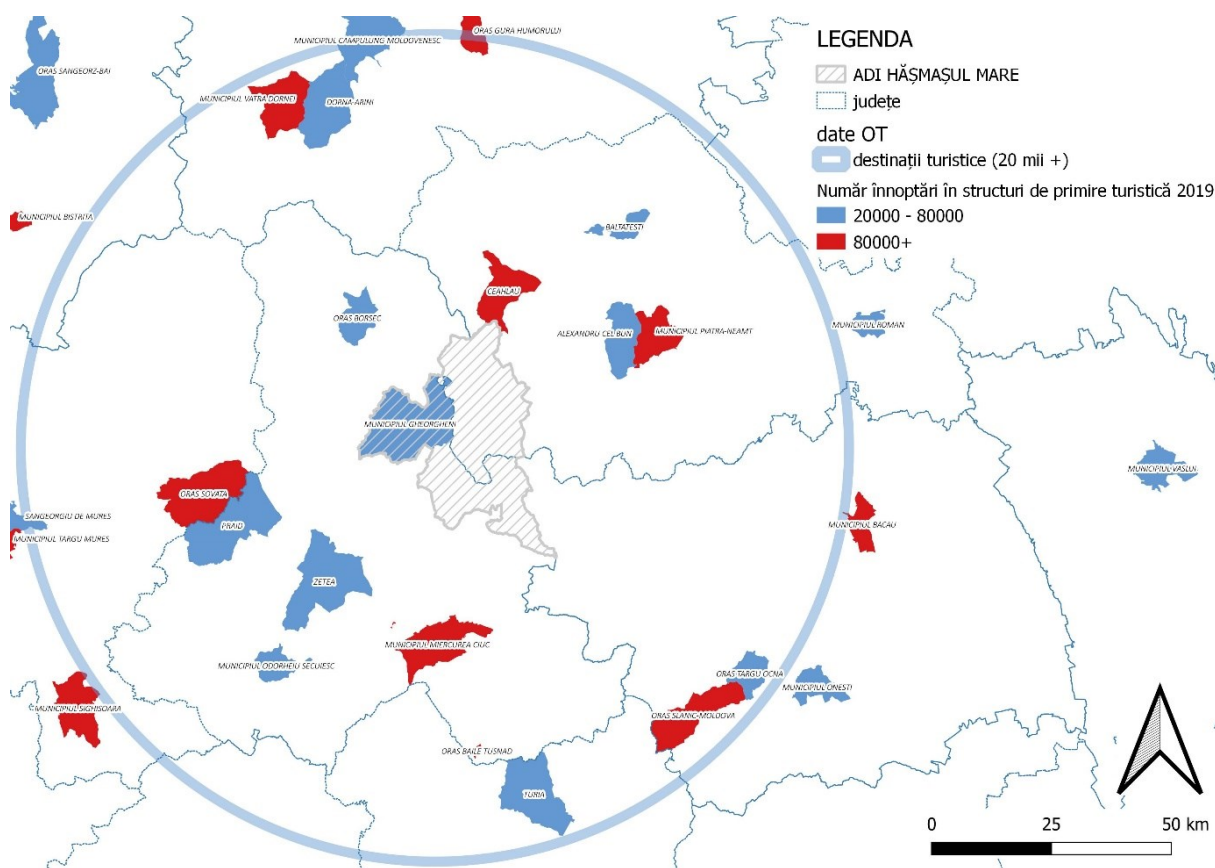 ORAS GURA HUMORULUI
MUNICIPIUL CAMPULUNG MOLDOVENESC
ORAS SANGEORZ-BAI
MUNICIPIUL VATRA DORNEI
DORNA-ARINI
MUNICIPIUL BISTRITA
BALTATESTI
CEAHLAU
ORAS BORSEC
ALEXANDRU CEL BUN
MUNICIPIUL PIATRA-NEAMT
MUNICIPIUL ROMAN
MUNICIPIUL GHEORGHENI
MUNICIPIUL VASLUI
ORAS SOVATA
SANGEORGIU DE MURES
PRAID
MUNICIPIUL TARGU MURES
MUNICIPIUL BACAU
ZETEA
MUNICIPIUL MIERCUREA CIUC
MUNICIPIUL ODORHEIU SECUIESC
ORAS TARGU OCNA
MUNICIPIUL ONESTI
MUNICIPIUL SIGHISOARA
ORAS SLANIC-MOLDOVA
ORAS BAILE TUSNAD
TURIA
LEGENDA
ADI HĂȘMAȘUL MARE
județe
date OT
destinații turistice (20 mii +)
Număr înnoptări în structuri de primire turistică 2019
20000 - 80000
80000+
0 25 50 km